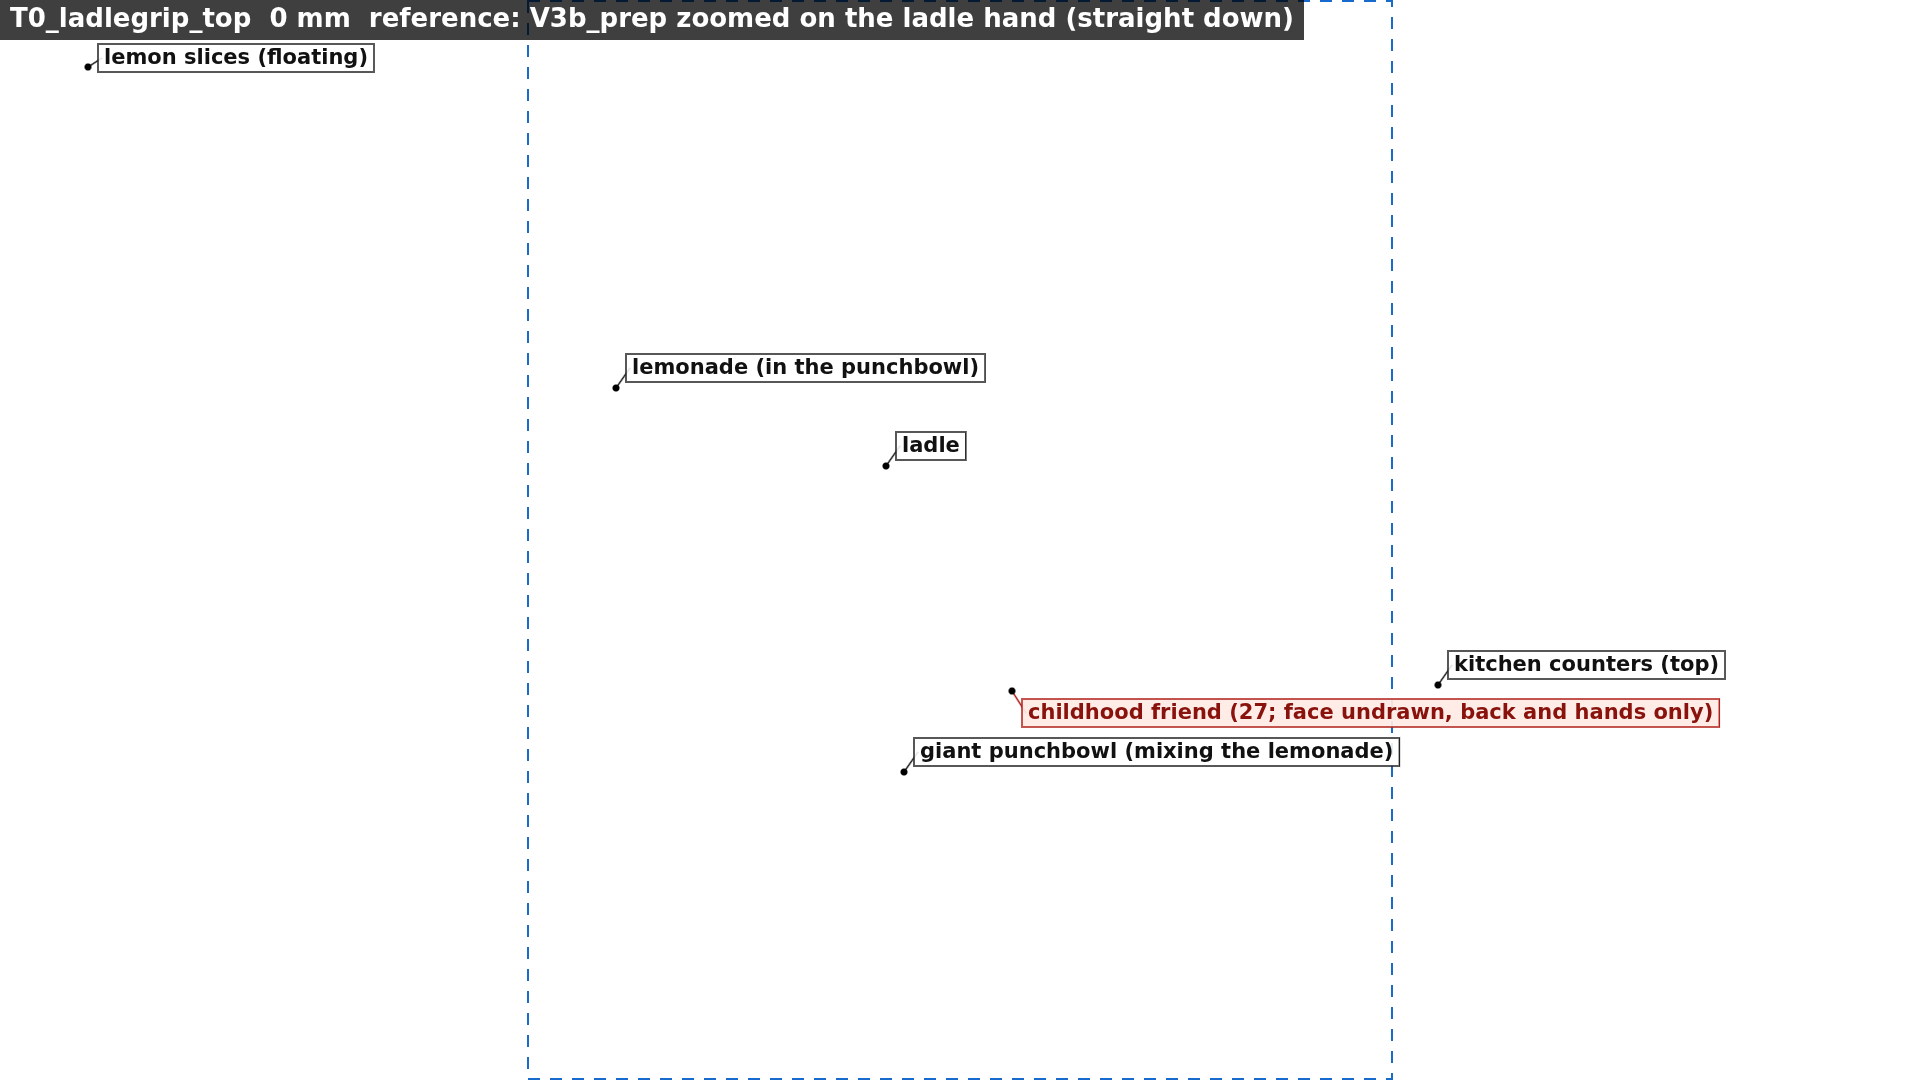 T0_ladlegrip_top  0 mm  reference: V3b_prep zoomed on the ladle hand (straight down)
lemon slices (floating)
lemonade (in the punchbowl)
ladle
kitchen counters (top)
childhood friend (27; face undrawn, back and hands only)
giant punchbowl (mixing the lemonade)